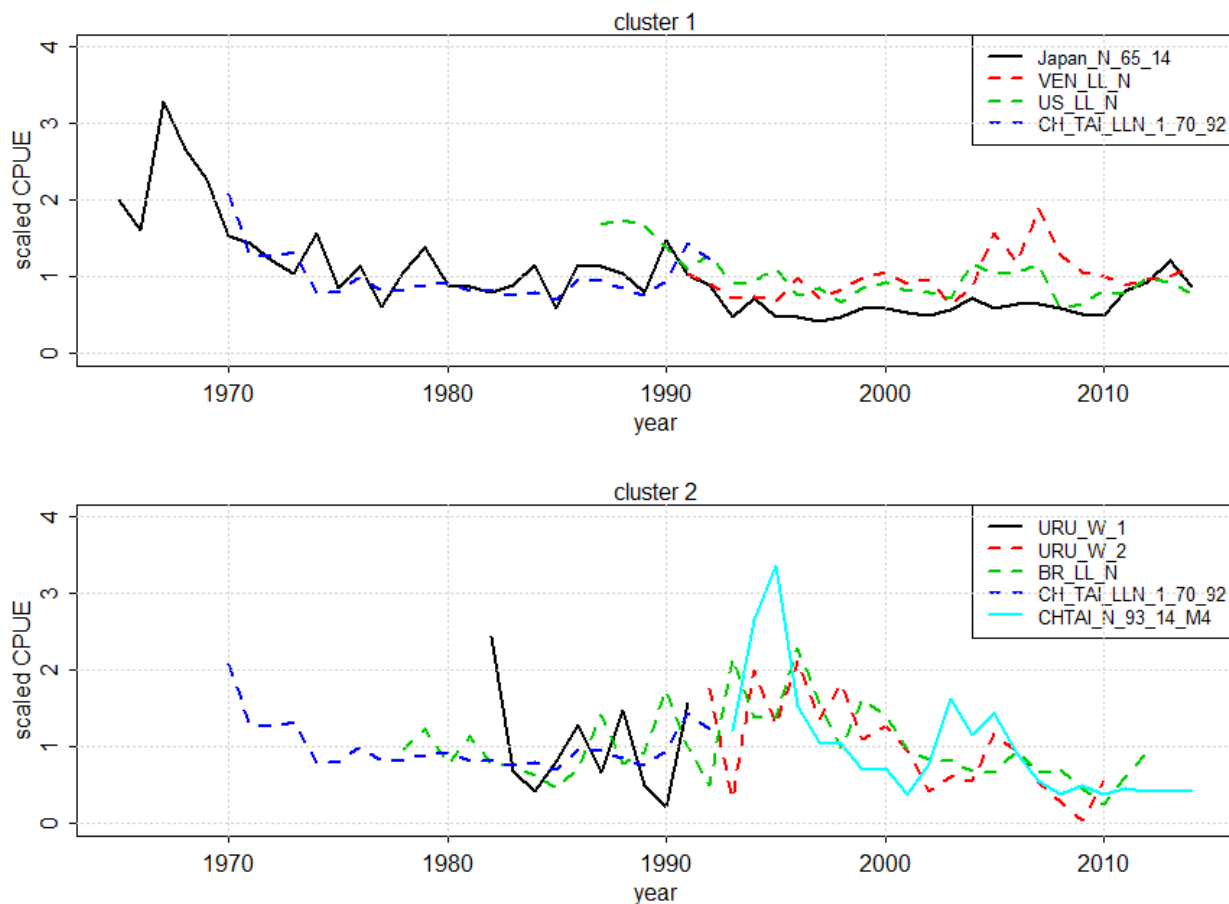 cluster 1
4
3
2
1
0
scaled CPUE
Japan_N_65_14
VEN_LL_N
US_LL_N
CH_TAI_LLN_1_70_92
1970 1980 1990 2000 2010
year
cluster 2
4
3
2
1
0
scaled CPUE
URU_W_1
URU_W_2
BR_LL_N
CH_TAI_LLN_1_70_92
CHTAI_N_93_14_M4
1970 1980 1990 2000 2010
year